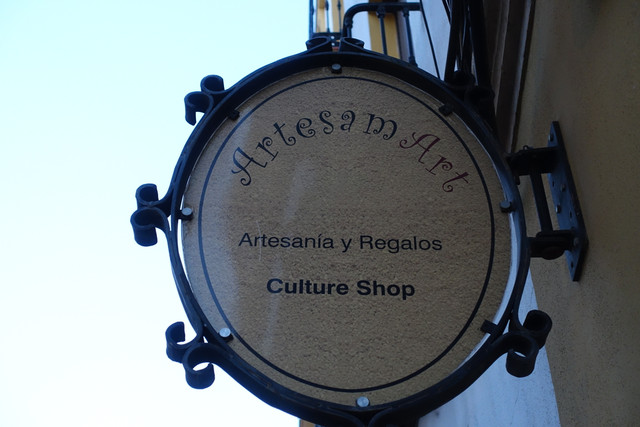 ArtesamArt
Artesanía y Regalos
Culture Shop